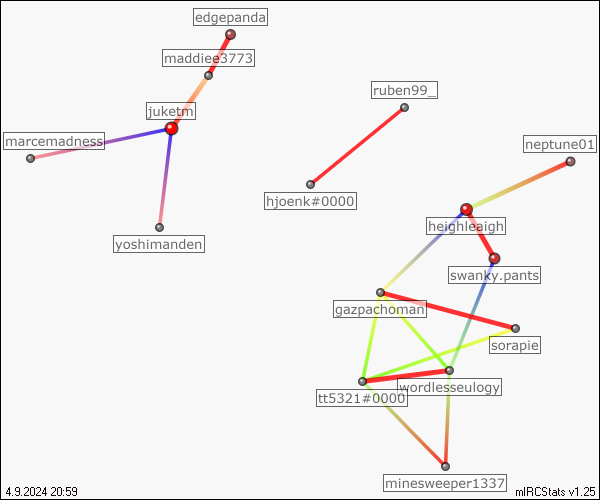 edgepanda
maddiee3773
juketm
marcemadness
yoshimanden
ruben99_
hjoenk#0000
neptune01
heighleaigh
swanky.pants
gazpachoman
sorapie
wordlesseulogy
tt5321#0000
minesweeper1337
4.9.2024 20:59
mIRCStats v1.25